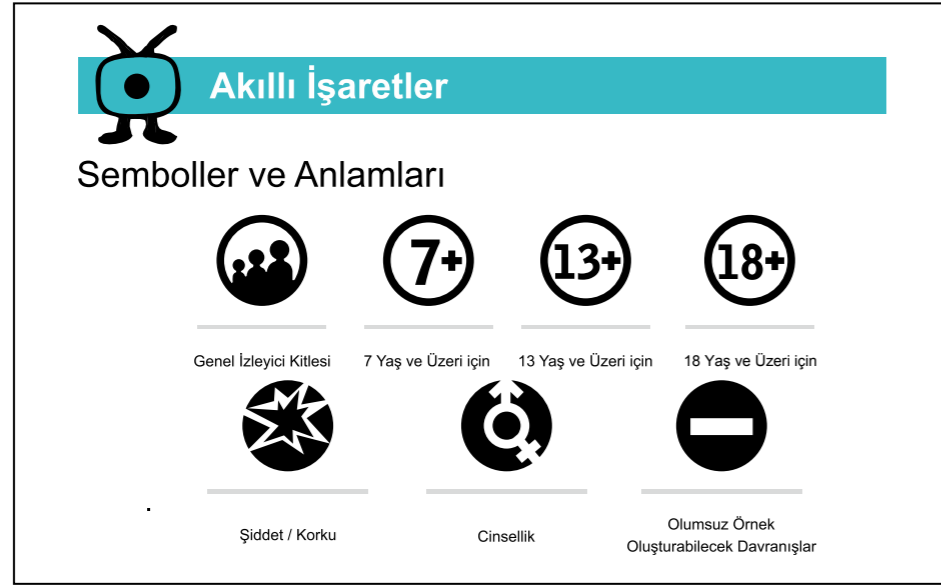 Akıllı İşaretler
Semboller ve Anlamları
7+
13+
18+
Genel İzleyici Kitlesi
7 Yaş ve Üzeri için
13 Yaş ve Üzeri için
18 Yaş ve Üzeri için
Şiddet / Korku
Cinsellik
Olumsuz Örnek
Oluşturabilecek Davranışlar